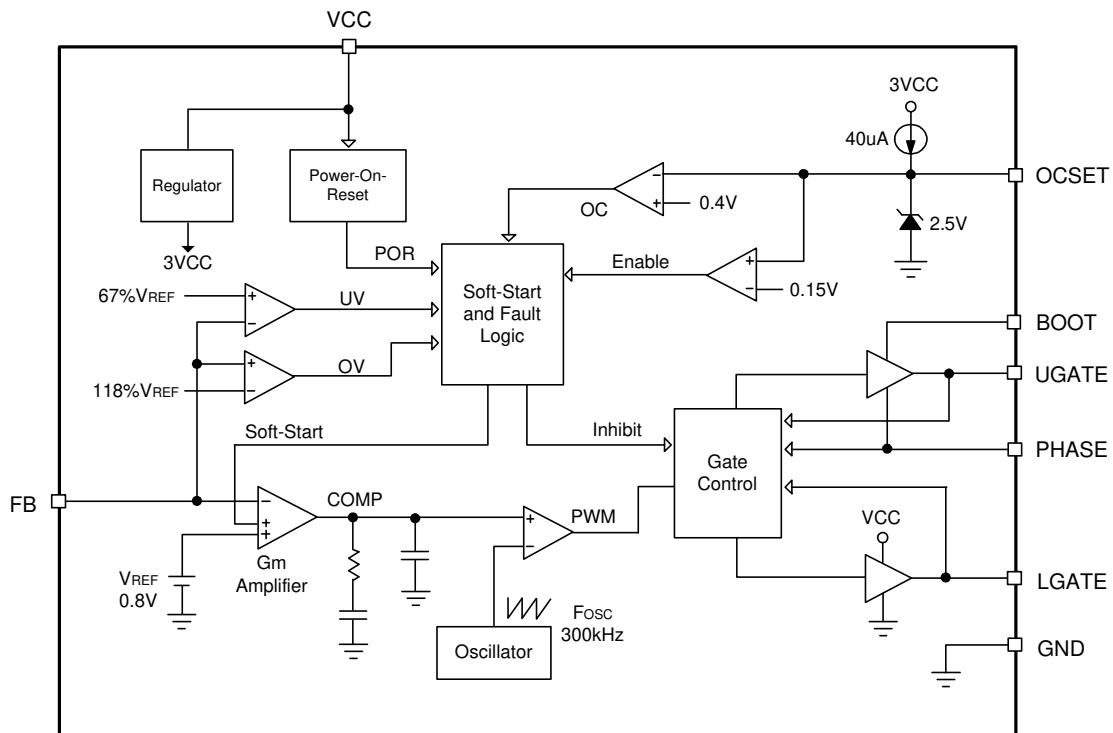 VCC
3VCC
40uA
Regulator
Power-On-
Reset
OCSET
OC
0.4V
2.5V
3VCC
POR
Enable
0.15V
67%VREF
UV
Soft-Start
and Fault
Logic
BOOT
118%VREF
OV
UGATE
Soft-Start
Inhibit
PHASE
Gate
Control
FB
COMP
PWM
VCC
Gm
Amplifier
VREF
0.8V
LGATE
FOSC
300kHz
Oscillator
GND